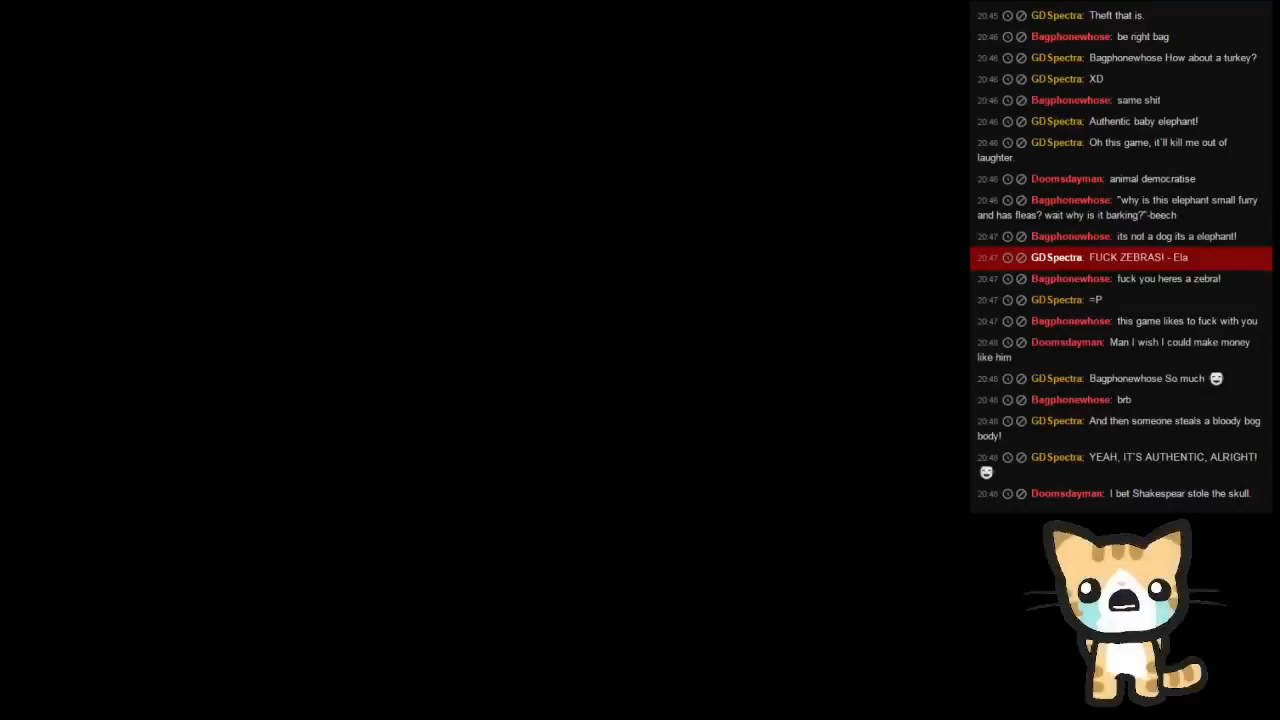 20:45 GDSpectra: Theft that is.
20:46 Bagphonewhose: be right bag
20:46 GDSpectra: Bagphonewhose How about a turkey?
20:46 GDSpectra: XD
20:46 Bagphonewhose: same shit
20:46 GDSpectra: Authentic baby elephant!
20:46 GDSpectra: Oh this game, it'll kill me out of
laughter.
20:46 Doomsdayman: animal democratise
20:46 Bagphonewhose: "why is this elephant small furry
and has fleas? wait why is it barking?"-beech
20:47 Bagphonewhose: its not a dog its a elephant!
20:47 GDSpectra: FUCK ZEBRAS! - Ela
20:47 Bagphonewhose: fuck you heres a zebra!
20:47 GDSpectra: =P
20:47 Bagphonewhose: this game likes to fuck with you
20:48 Doomsdayman: Man I wish I could make money
like him
20:48 GDSpectra: Bagphonewhose So much
20:48 Bagphonewhose: brb
20:48 GDSpectra: And then someone steals a bloody bog
body!
20:48 GDSpectra: YEAH, IT'S AUTHENTIC, ALRIGHT!
20:48 Doomsdayman: I bet Shakespear stole the skull.